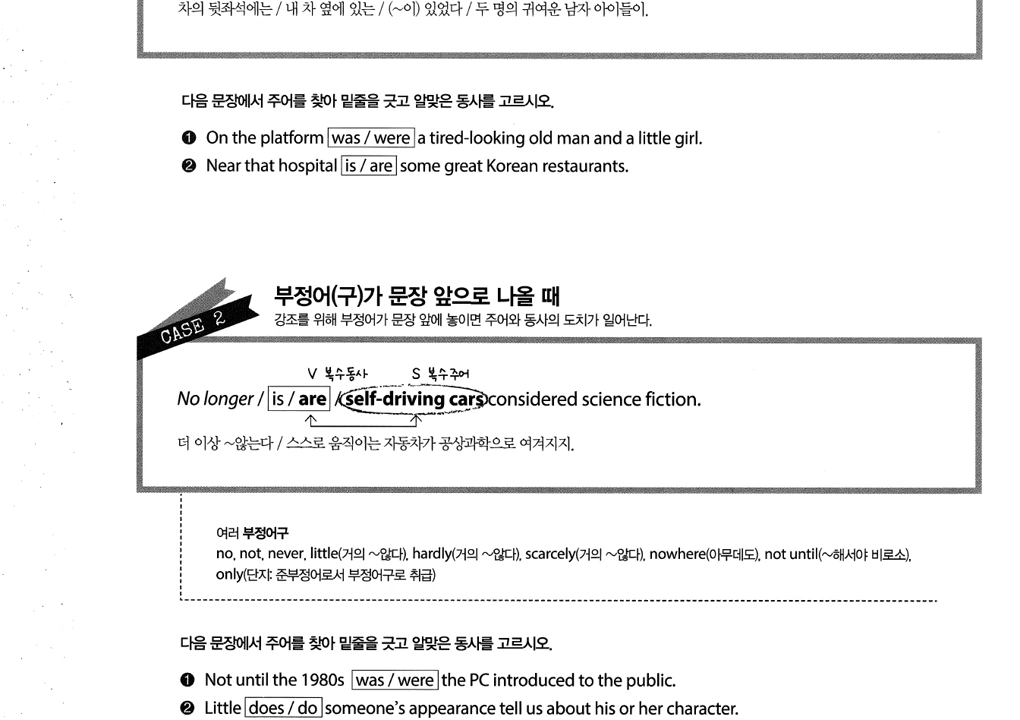 차의 뒷좌석에는 / 내 차 옆에 있는 / (~이) 있었다 / 두 명의 귀여운 남자 아이들이.
다음 문장에서 주어를 찾아 밑줄을 긋고 알맞은 동사를 고르시오.
❶ On the platform was / were a tired-looking old man and a little girl.
❷ Near that hospital is / are some great Korean restaurants.
CASE 2
부정어(구)가 문장 앞으로 나올 때
강조를 위해 부정어가 문장 앞에 놓이면 주어와 동사의 도치가 일어난다.
V 복수동사 S 복수주어
No longer / is / are / self-driving cars considered science fiction.
더 이상 ~않는다 / 스스로 움직이는 자동차가 공상과학으로 여겨지지.
여러 부정어구
no, not, never, little(거의 ~않다), hardly(거의 ~않다), scarcely(거의 ~않다), nowhere(아무데도), not until(~해서야 비로소),
only(단지: 준부정어로서 부정어구로 취급)
다음 문장에서 주어를 찾아 밑줄을 긋고 알맞은 동사를 고르시오.
❶ Not until the 1980s was / were the PC introduced to the public.
❷ Little does / do someone's appearance tell us about his or her character.